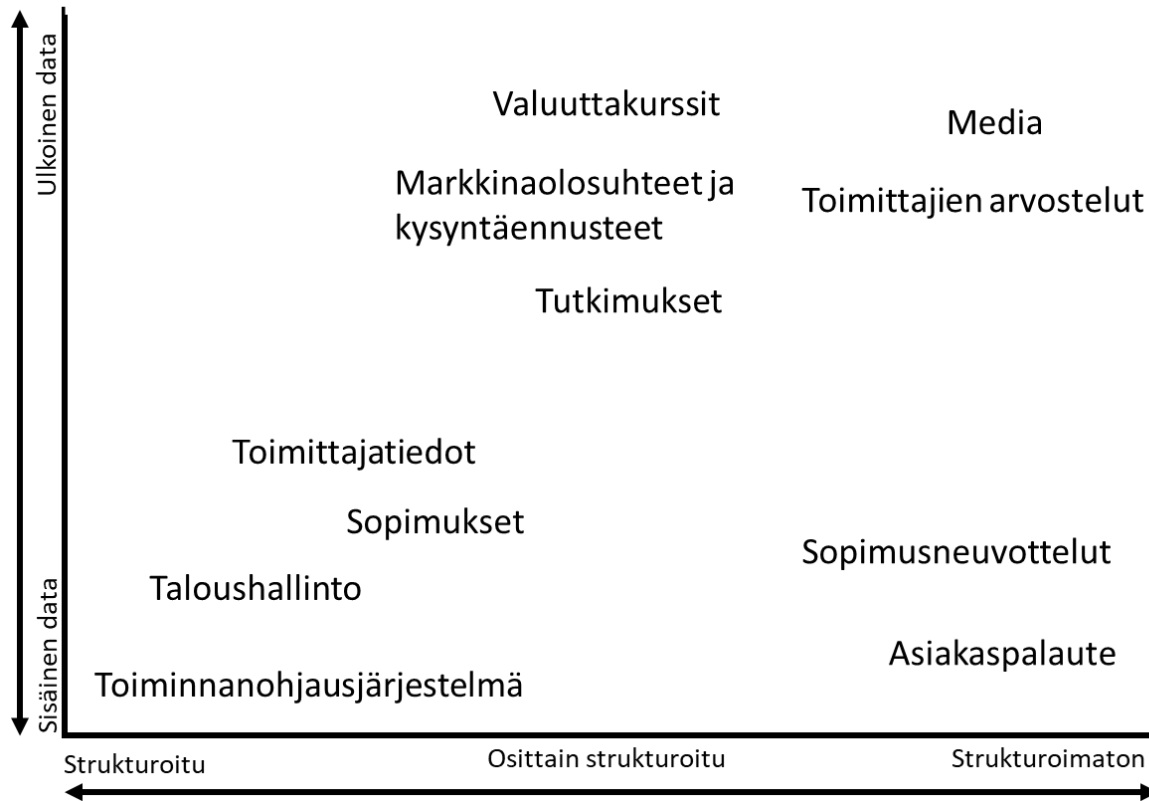 Ulkoinen data
Valuuttakurssit
Media
Markkinaolosuhteet ja
kysyntäennusteet
Toimittajien arvostelut
Tutkimukset
Toimittajatiedot
Sopimukset
Sopimusneuvottelut
Taloushallinto
Asiakaspalaute
Toiminnanohjausjärjestelmä
Sisäinen data
Strukturoitu
Osittain strukturoitu
Strukturoimaton